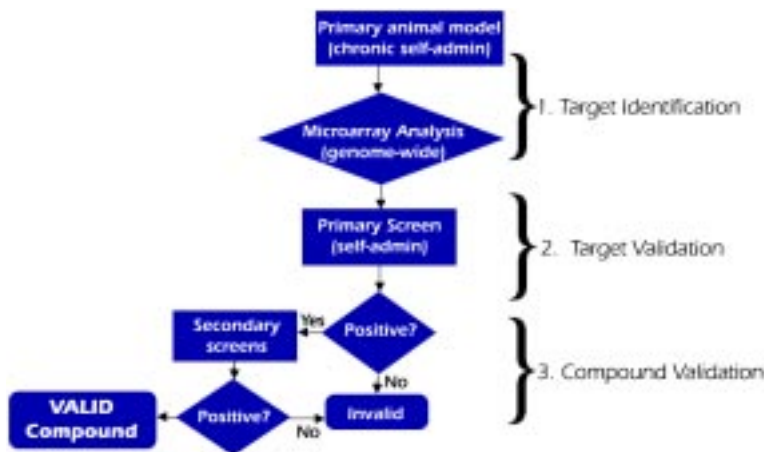 Primary animal model
(chronic self-admin)
1. Target Identification
Microarray Analysis
(genome-wide)
Primary Screen
(self-admin)
2. Target Validation
Positive?
Yes
Secondary
screens
No
3. Compound Validation
Invalid
VALID
Compound
Positive?
No